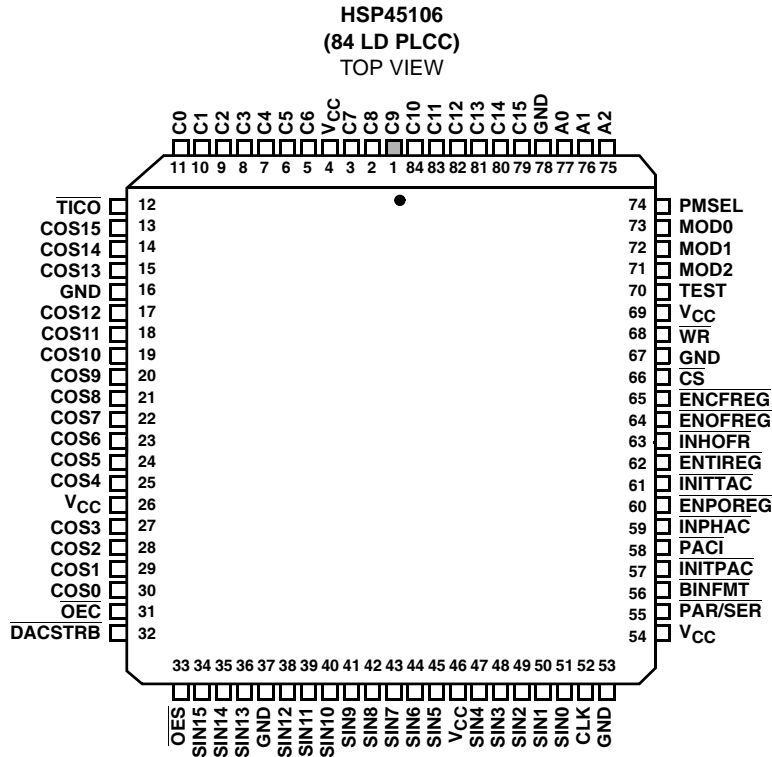 HSP45106
(84 LD PLCC)
TOP VIEW
C0 C1 C2 C3 C4 C5 C6 VCC C7 C8 C9 C10 C11 C12 C13 C14 C15 GND A0 A1 A2
11 10 9 8 7 6 5 4 3 2 1 84 83 82 81 80 79 78 77 76 75
TICO 12 74 PMSEL
COS15 13 73 MOD0
COS14 14 72 MOD1
COS13 15 71 MOD2
GND 16 70 TEST
COS12 17 69 VCC
COS11 18 68 WR
COS10 19 67 GND
COS9 20 66 CS
COS8 21 65 ENCFREG
COS7 22 64 ENOFREG
COS6 23 63 INHOFR
COS5 24 62 ENTIREG
COS4 25 61 INITTAC
VCC 26 60 ENPOREG
COS3 27 59 INPHAC
COS2 28 58 PACI
COS1 29 57 INITPAC
COS0 30 56 BINFMT
OEC 31 55 PAR/SER
DACSTRB 32 54 VCC
33 34 35 36 37 38 39 40 41 42 43 44 45 46 47 48 49 50 51 52 53
OES SIN15 SIN14 SIN13 GND SIN12 SIN11 SIN10 SIN9 SIN8 SIN7 SIN6 SIN5 VCC SIN4 SIN3 SIN2 SIN1 SIN0 CLK GND